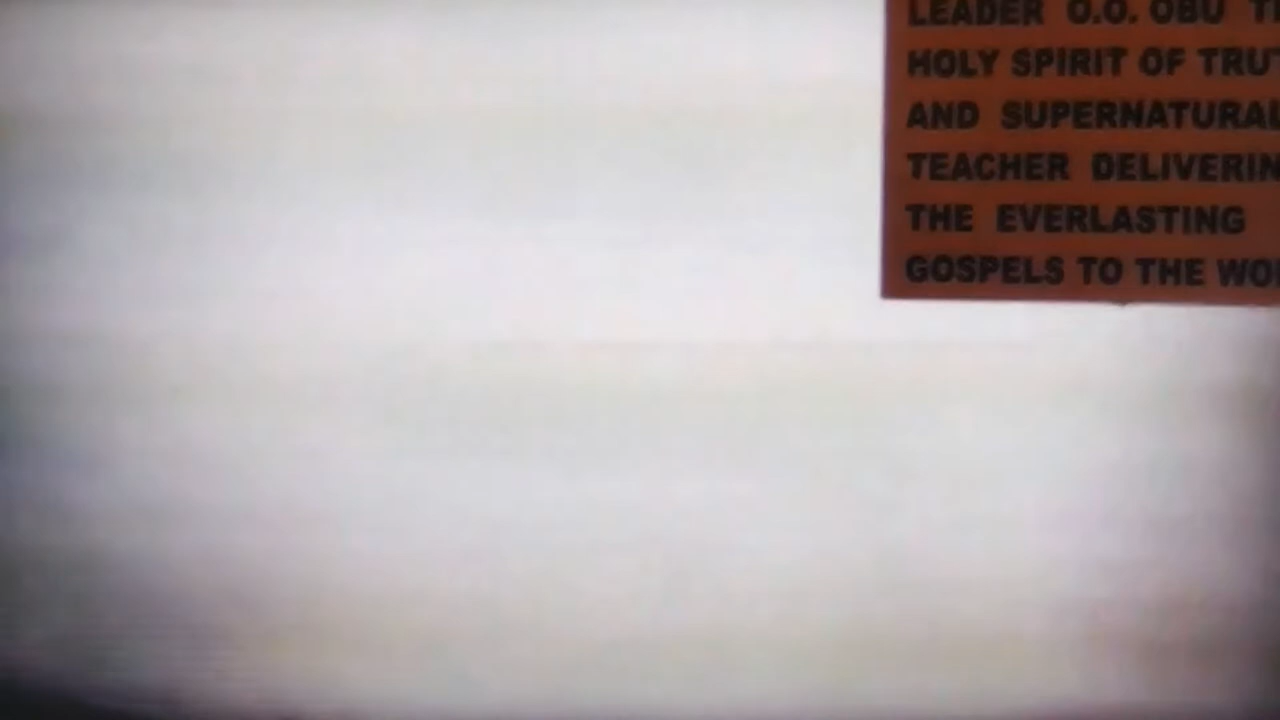 LEADER O.O. OBU
HOLY SPIRIT OF
AND SUPERNATURAL
TEACHER
THE EVERLASTING
GOSPELS TO THE